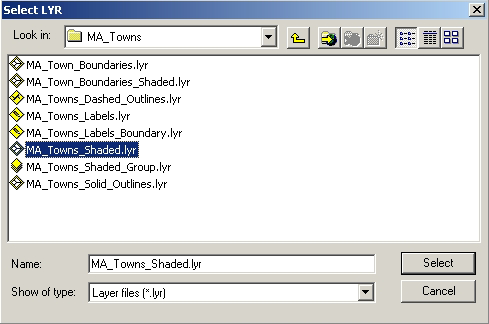 Select LYR
Look in: MA_Towns
MA_Town_Boundaries.lyr
MA_Town_Boundaries_Shaded.lyr
MA_Towns_Dashed_Outlines.lyr
MA_Towns_Labels.lyr
MA_Towns_Labels_Boundary.lyr
MA_Towns_Shaded.lyr
MA_Towns_Shaded_Group.lyr
MA_Towns_Solid_Outlines.lyr
Name: MA_Towns_Shaded.lyr Select
Show of type: Layer files (*.lyr) Cancel